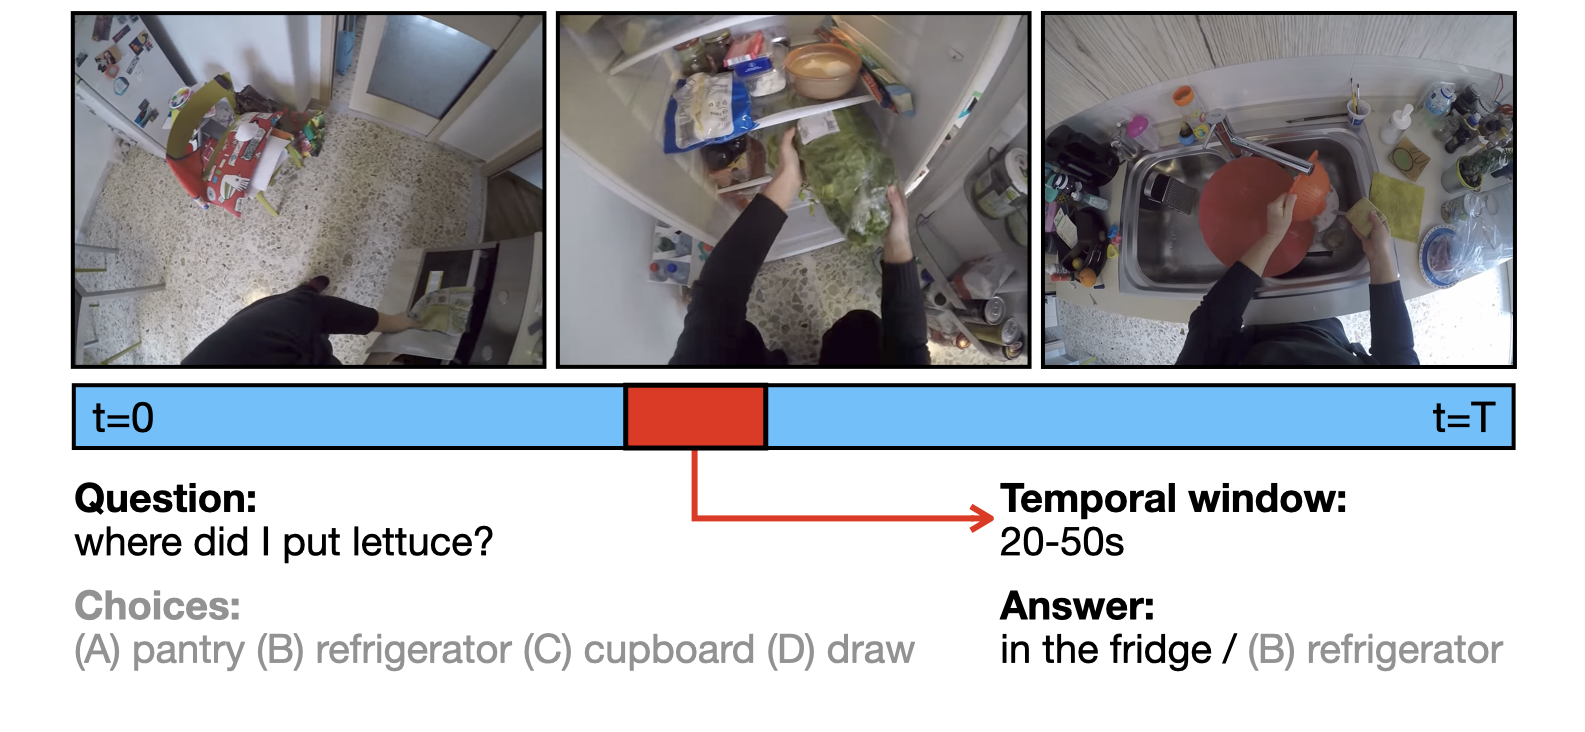 t=0
t=T
Question:
where did I put lettuce?
Temporal window:
20-50s
Choices:
(A) pantry (B) refrigerator (C) cupboard (D) draw
Answer:
in the fridge / (B) refrigerator